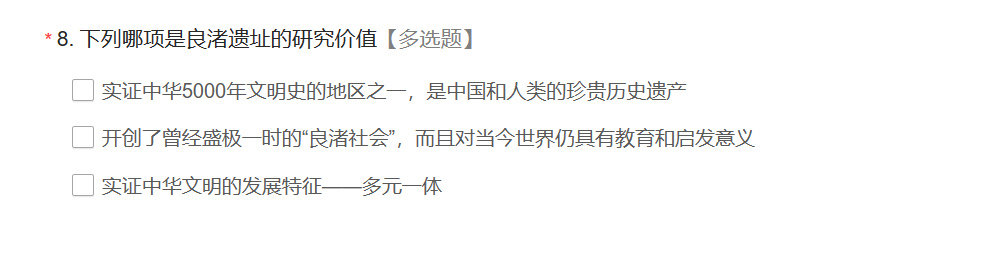 * 8. 下列哪项是良渚遗址的研究价值【多选题】
实证中华5000年文明史的地区之一，是中国和人类的珍贵历史遗产
开创了曾经盛极一时的“良渚社会”，而且对当今世界仍具有教育和启发意义
实证中华文明的发展特征——多元一体